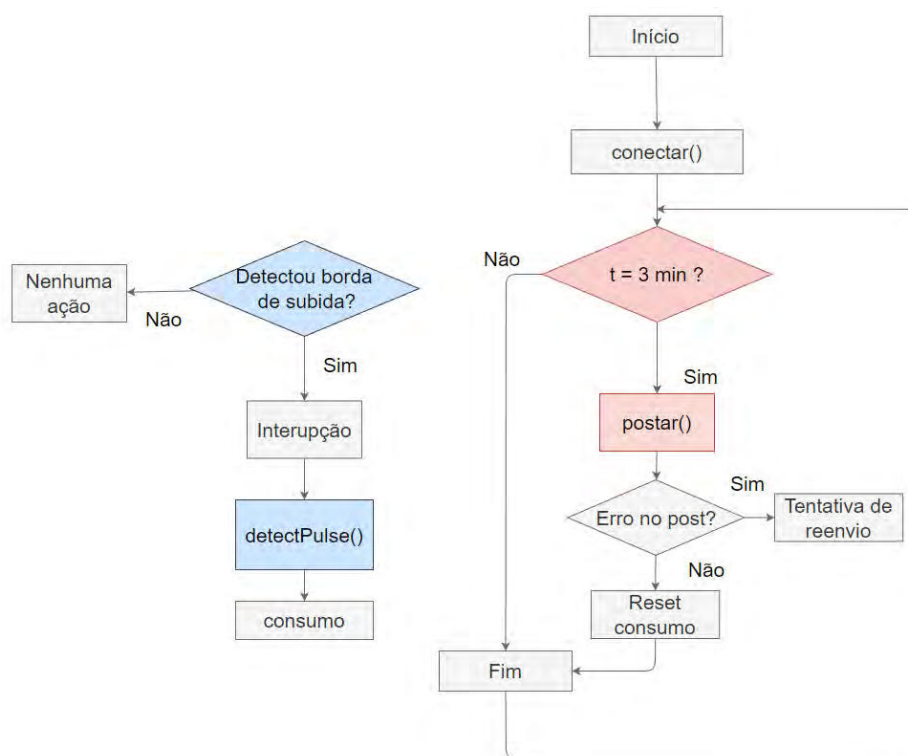 Início
conectar()
Não
t = 3 min ?
Detectou borda
de subida?
Nenhuma
ação
Não
Sim
Sim
Interupção
postar()
Sim
Erro no post?
Tentativa de
reenvio
detectPulse()
Não
consumo
Reset
consumo
Fim